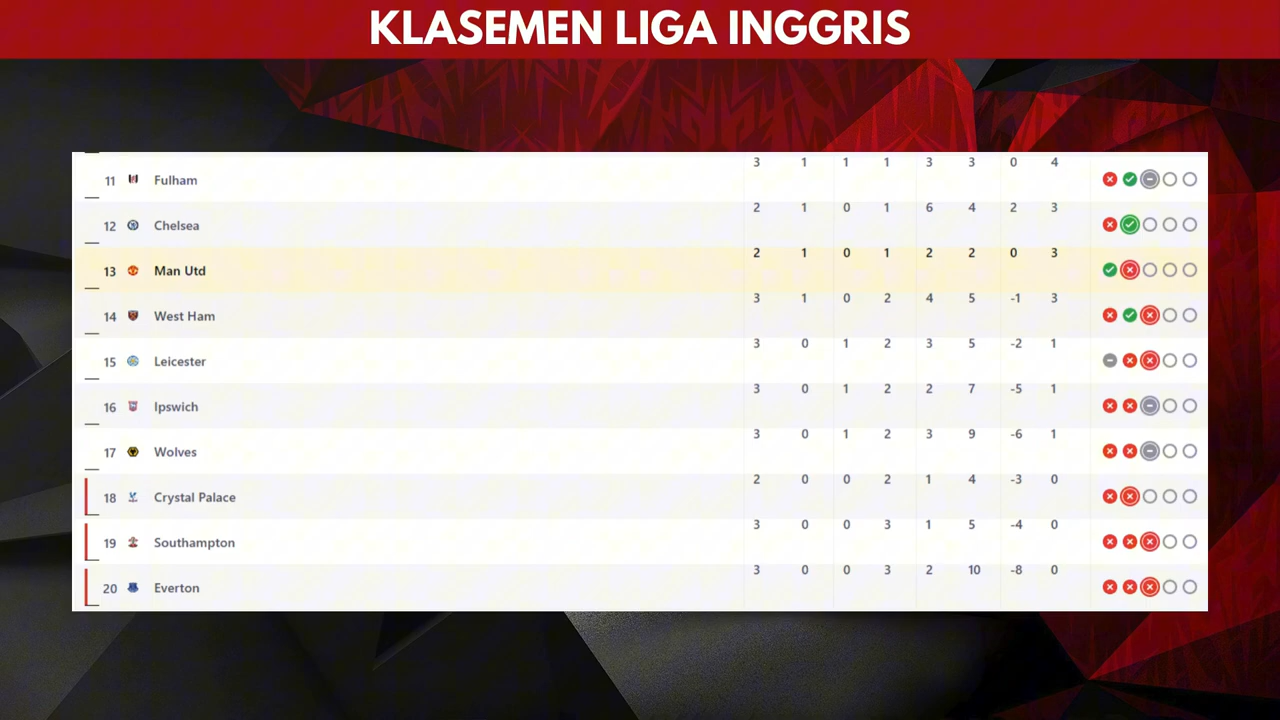 KLASEMEN LIGA INGGRIS
11 Fulham 3 1 1 1 3 3 0 4
12 Chelsea 2 1 0 1 6 4 2 3
13 Man Utd 2 1 0 1 2 2 0 3
14 West Ham 3 1 0 2 4 5 -1 3
15 Leicester 3 0 1 2 3 5 -2 1
16 Ipswich 3 0 1 2 2 7 -5 1
17 Wolves 3 0 1 2 3 9 -6 1
18 Crystal Palace 2 0 0 2 1 4 -3 0
19 Southampton 3 0 0 3 1 5 -4 0
20 Everton 3 0 0 3 2 10 -8 0